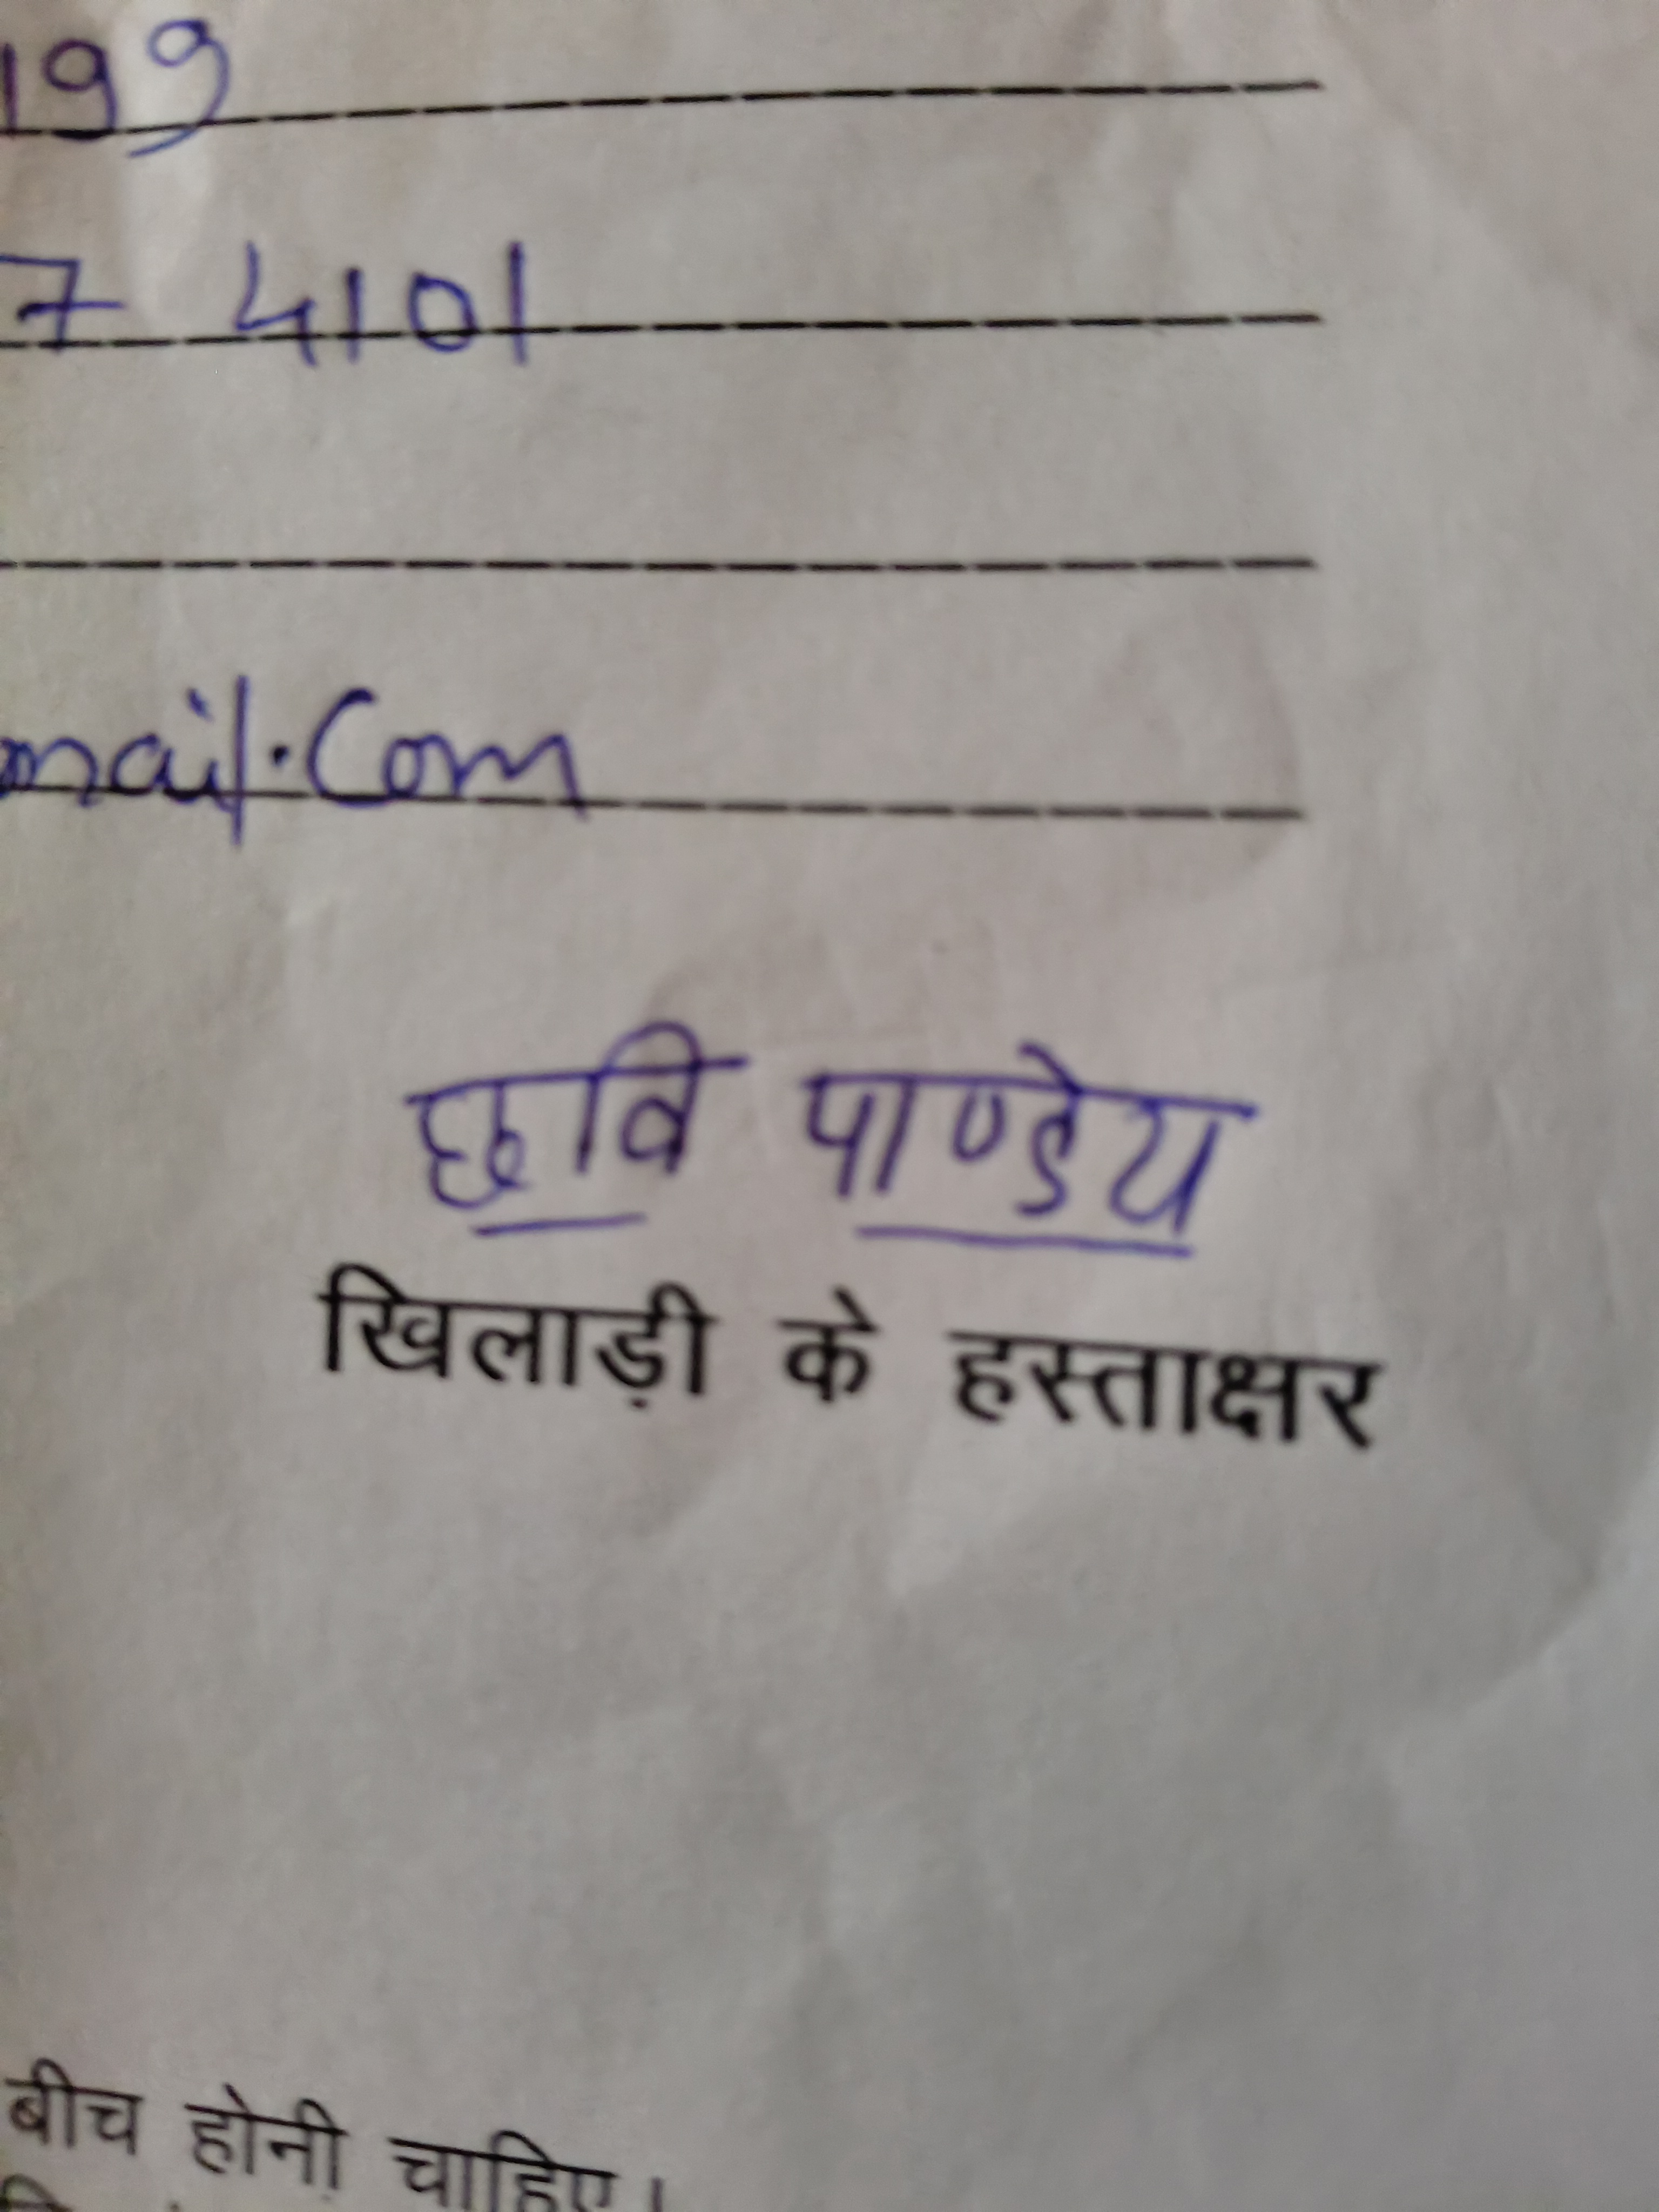 199
7 4101
mail.Com
छवि पाण्डेय
खिलाड़ी के हस्ताक्षर
बीच होनी चाहिए।